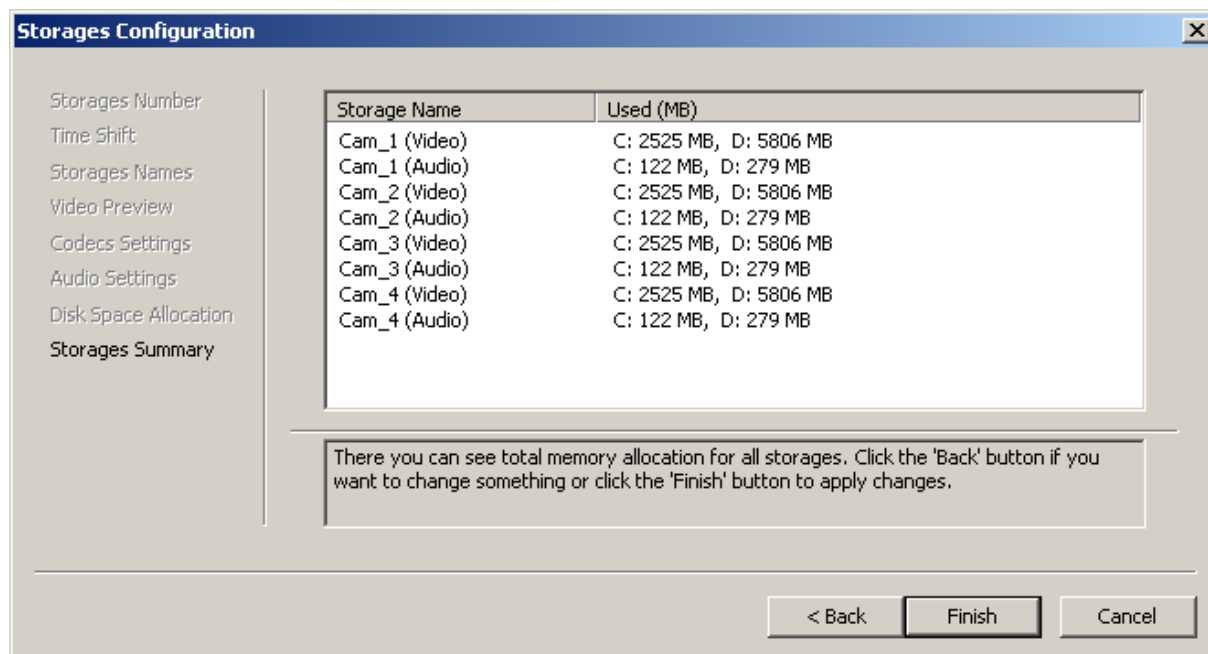 Storages Configuration
Storages Number
Time Shift
Storages Names
Video Preview
Codecs Settings
Audio Settings
Disk Space Allocation
Storages Summary
Storage Name Used (MB)
Cam_1 (Video) C: 2525 MB, D: 5806 MB
Cam_1 (Audio) C: 122 MB, D: 279 MB
Cam_2 (Video) C: 2525 MB, D: 5806 MB
Cam_2 (Audio) C: 122 MB, D: 279 MB
Cam_3 (Video) C: 2525 MB, D: 5806 MB
Cam_3 (Audio) C: 122 MB, D: 279 MB
Cam_4 (Video) C: 2525 MB, D: 5806 MB
Cam_4 (Audio) C: 122 MB, D: 279 MB
There you can see total memory allocation for all storages. Click the 'Back' button if you
want to change something or click the 'Finish' button to apply changes.
< Back Finish Cancel